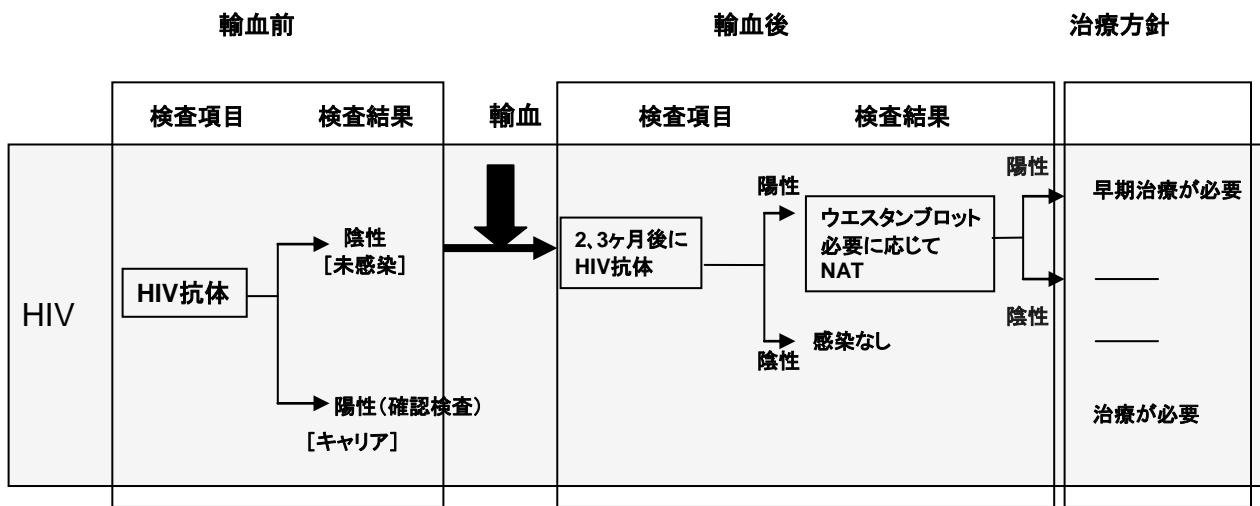 輸血前
輸血後
治療方針
検査項目
検査結果
輸血
検査項目
検査結果
HIV
HIV抗体
陰性
[未感染]
陽性(確認検査)
[キャリア]
2、3ヶ月後に
HIV抗体
陽性
ウエスタンブロット
必要に応じて
NAT
陰性
感染なし
陽性
早期治療が必要
陰性
治療が必要